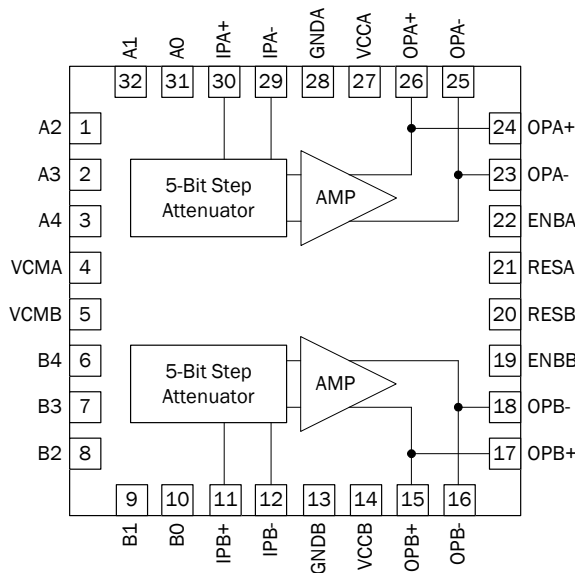 A1 A0 IPA+ IPA- GNDA VCCA OPA+ OPA-
32 31 30 29 28 27 26 25
A2 1
A3 2
A4 3
VCMA 4
VCMB 5
B4 6
B3 7
B2 8
5-Bit Step
Attenuator
AMP
5-Bit Step
Attenuator
AMP
24 OPA+
23 OPA-
22 ENBA
21 RESA
20 RESB
19 ENBB
18 OPB-
17 OPB+
9 10 11 12 13 14 15 16
B1 B0 IPB+ IPB- GNDB VCCB OPB+ OPB-